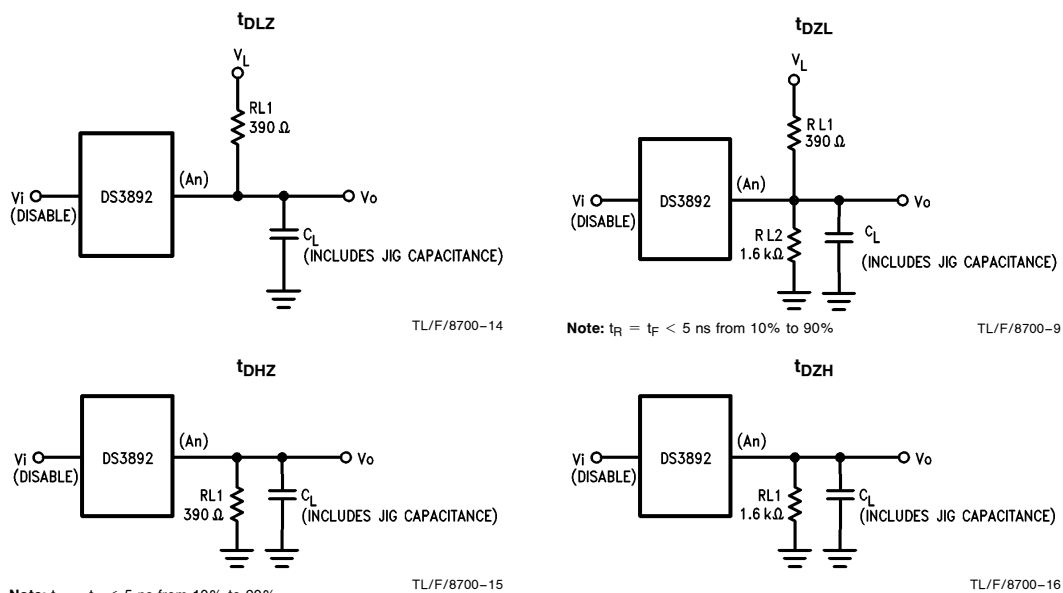 tDLZ
VL
RL1
390 Ω
(An)
DS3892
Vi
(DISABLE)
Vo
CL
(INCLUDES JIG CAPACITANCE)
TL/F/8700–14
tDZL
VL
RL1
390 Ω
(An)
DS3892
Vi
(DISABLE)
Vo
RL2
1.6 kΩ
CL
(INCLUDES JIG CAPACITANCE)
Note: tR = tF < 5 ns from 10% to 90%
TL/F/8700–9
tDHZ
(An)
DS3892
Vi
(DISABLE)
Vo
RL1
390 Ω
CL
(INCLUDES JIG CAPACITANCE)
TL/F/8700–15
tDZH
(An)
DS3892
Vi
(DISABLE)
Vo
RL1
1.6 kΩ
CL
(INCLUDES JIG CAPACITANCE)
TL/F/8700–16